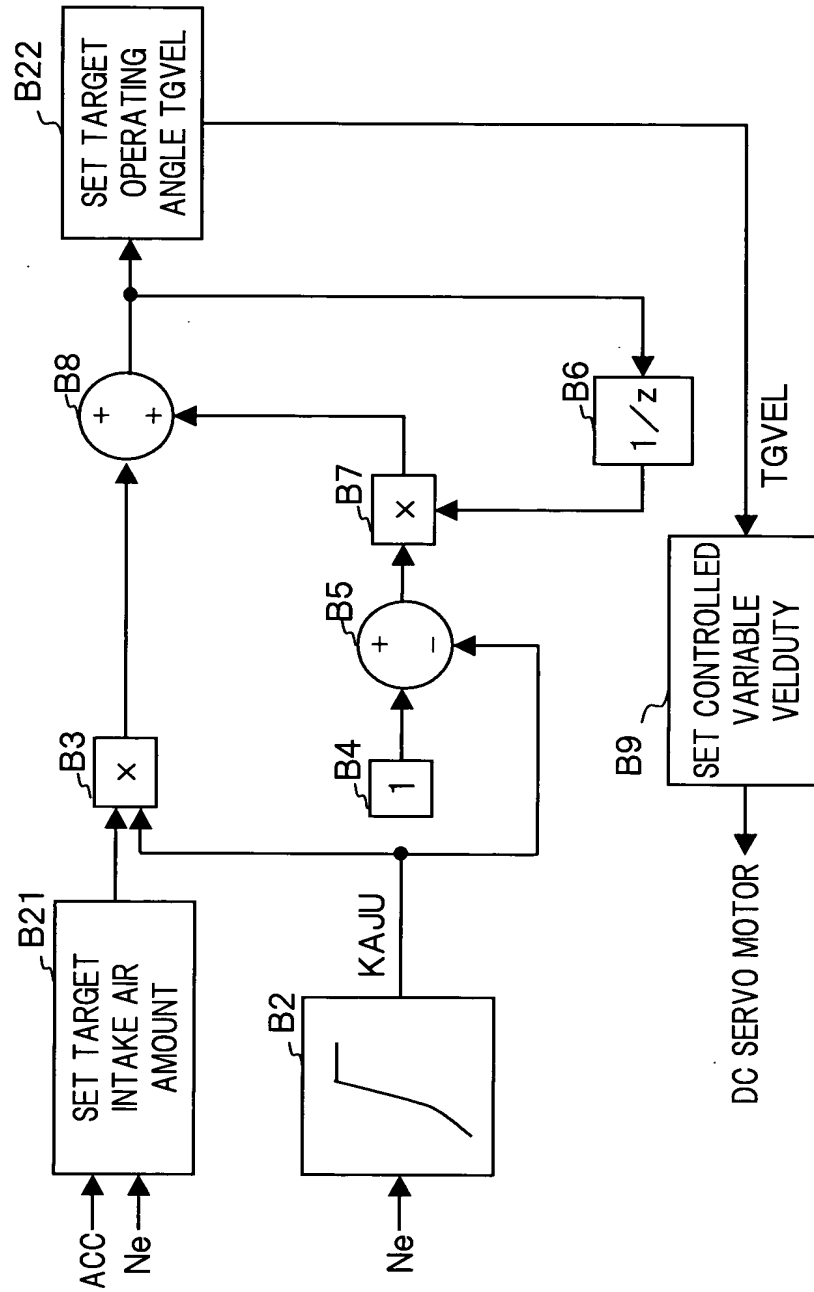 ACC
Ne
B21
SET TARGET
INTAKE AIR
AMOUNT
B3
×
B8
+
+
B22
SET TARGET
OPERATING
ANGLE TGVEL
Ne
B2
KAJU
B4
1
B5
+
−
B7
×
B6
1/z
TGVEL
B9
SET CONTROLLED
VARIABLE
VELDUTY
DC SERVO MOTOR